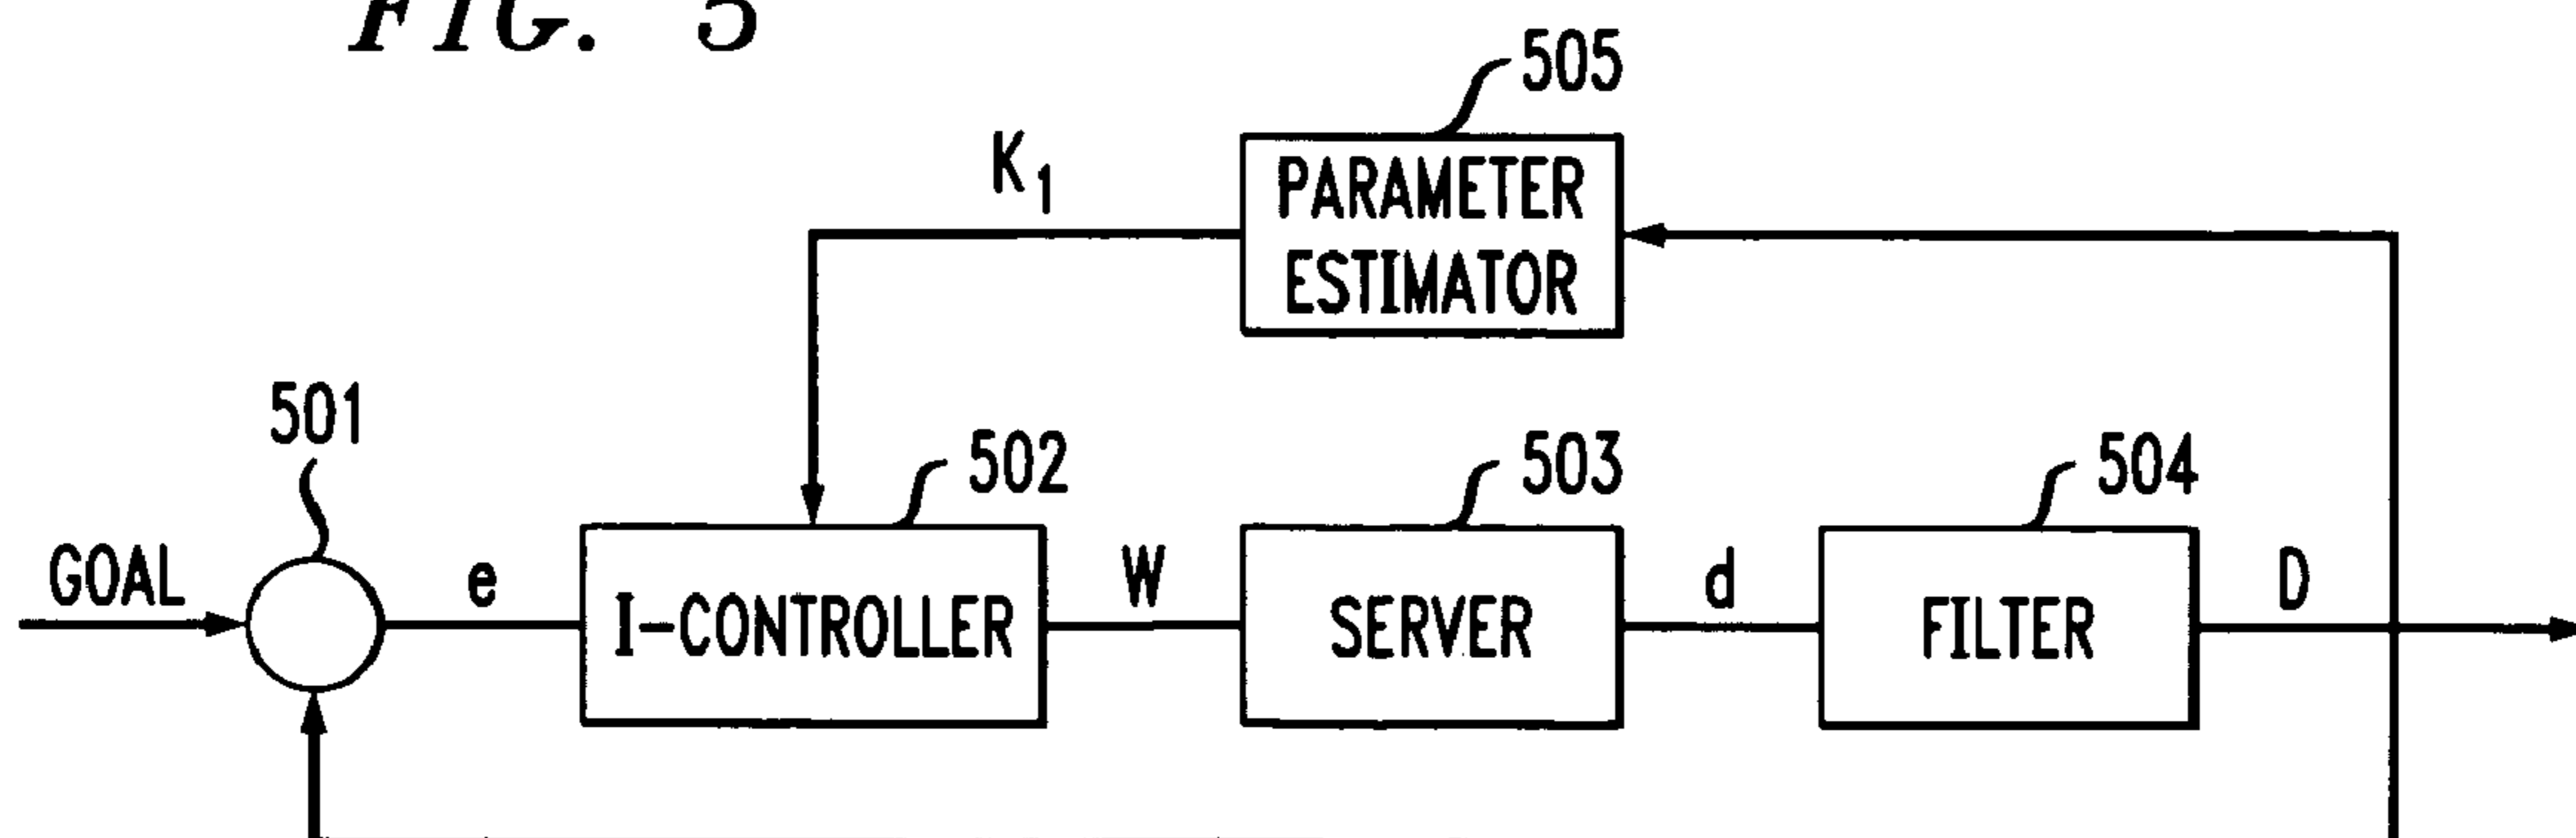 FIG. 5
505
K1
PARAMETER
ESTIMATOR
501
502
503
504
GOAL
e
I-CONTROLLER
W
SERVER
d
FILTER
D